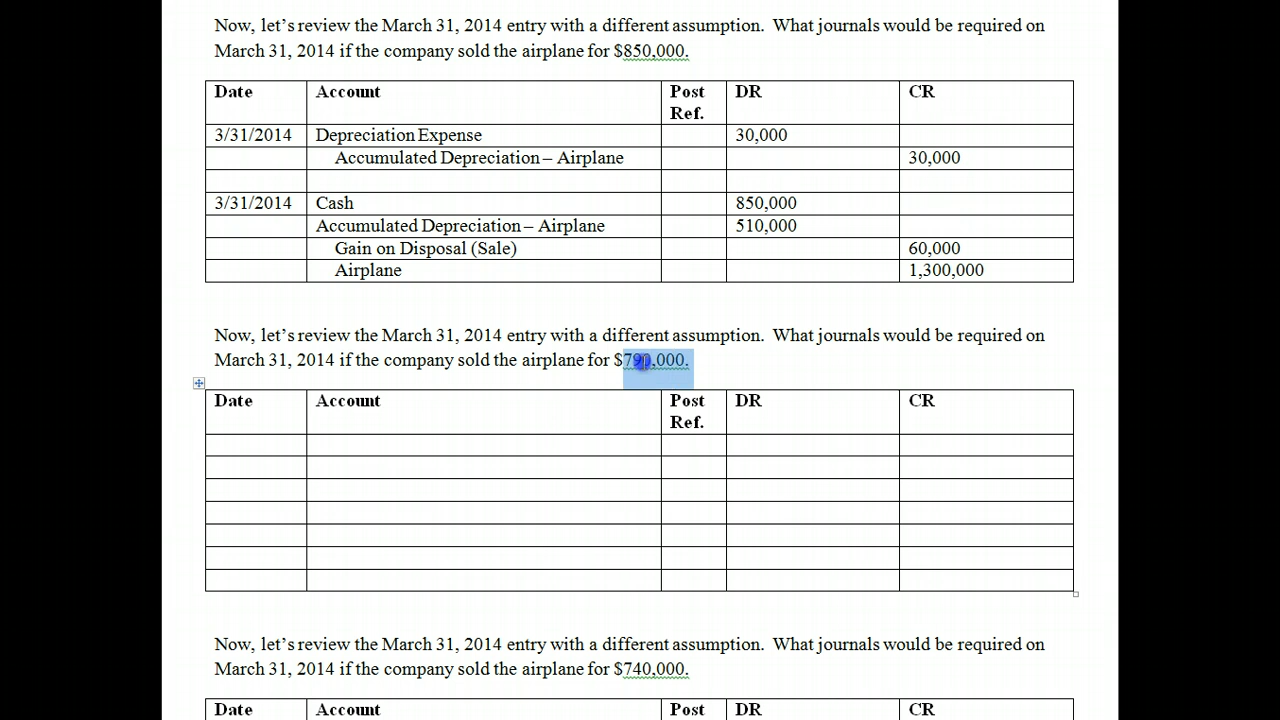 Now, let's review the March 31, 2014 entry with a different assumption.  What journals would be required on
March 31, 2014 if the company sold the airplane for $850,000.
Date Account Post Ref. DR CR
3/31/2014 Depreciation Expense 30,000
Accumulated Depreciation – Airplane 30,000
3/31/2014 Cash 850,000
Accumulated Depreciation – Airplane 510,000
Gain on Disposal (Sale) 60,000
Airplane 1,300,000
Now, let's review the March 31, 2014 entry with a different assumption.  What journals would be required on
March 31, 2014 if the company sold the airplane for $790,000.
Date Account Post Ref. DR CR
Now, let's review the March 31, 2014 entry with a different assumption.  What journals would be required on
March 31, 2014 if the company sold the airplane for $740,000.
Date Account Post DR CR